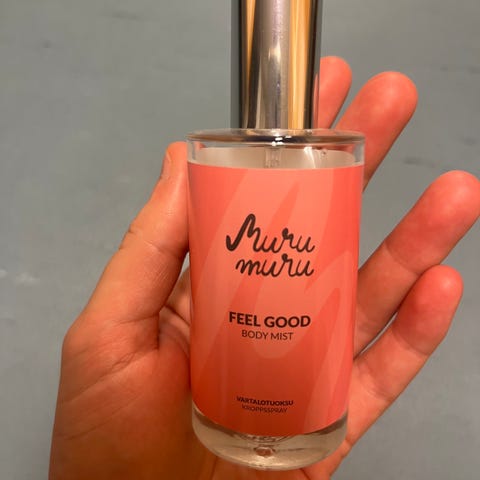 Muru
muru
FEEL GOOD
BODY MIST
VARTALOTUOKSU
KROPPSSPRAY